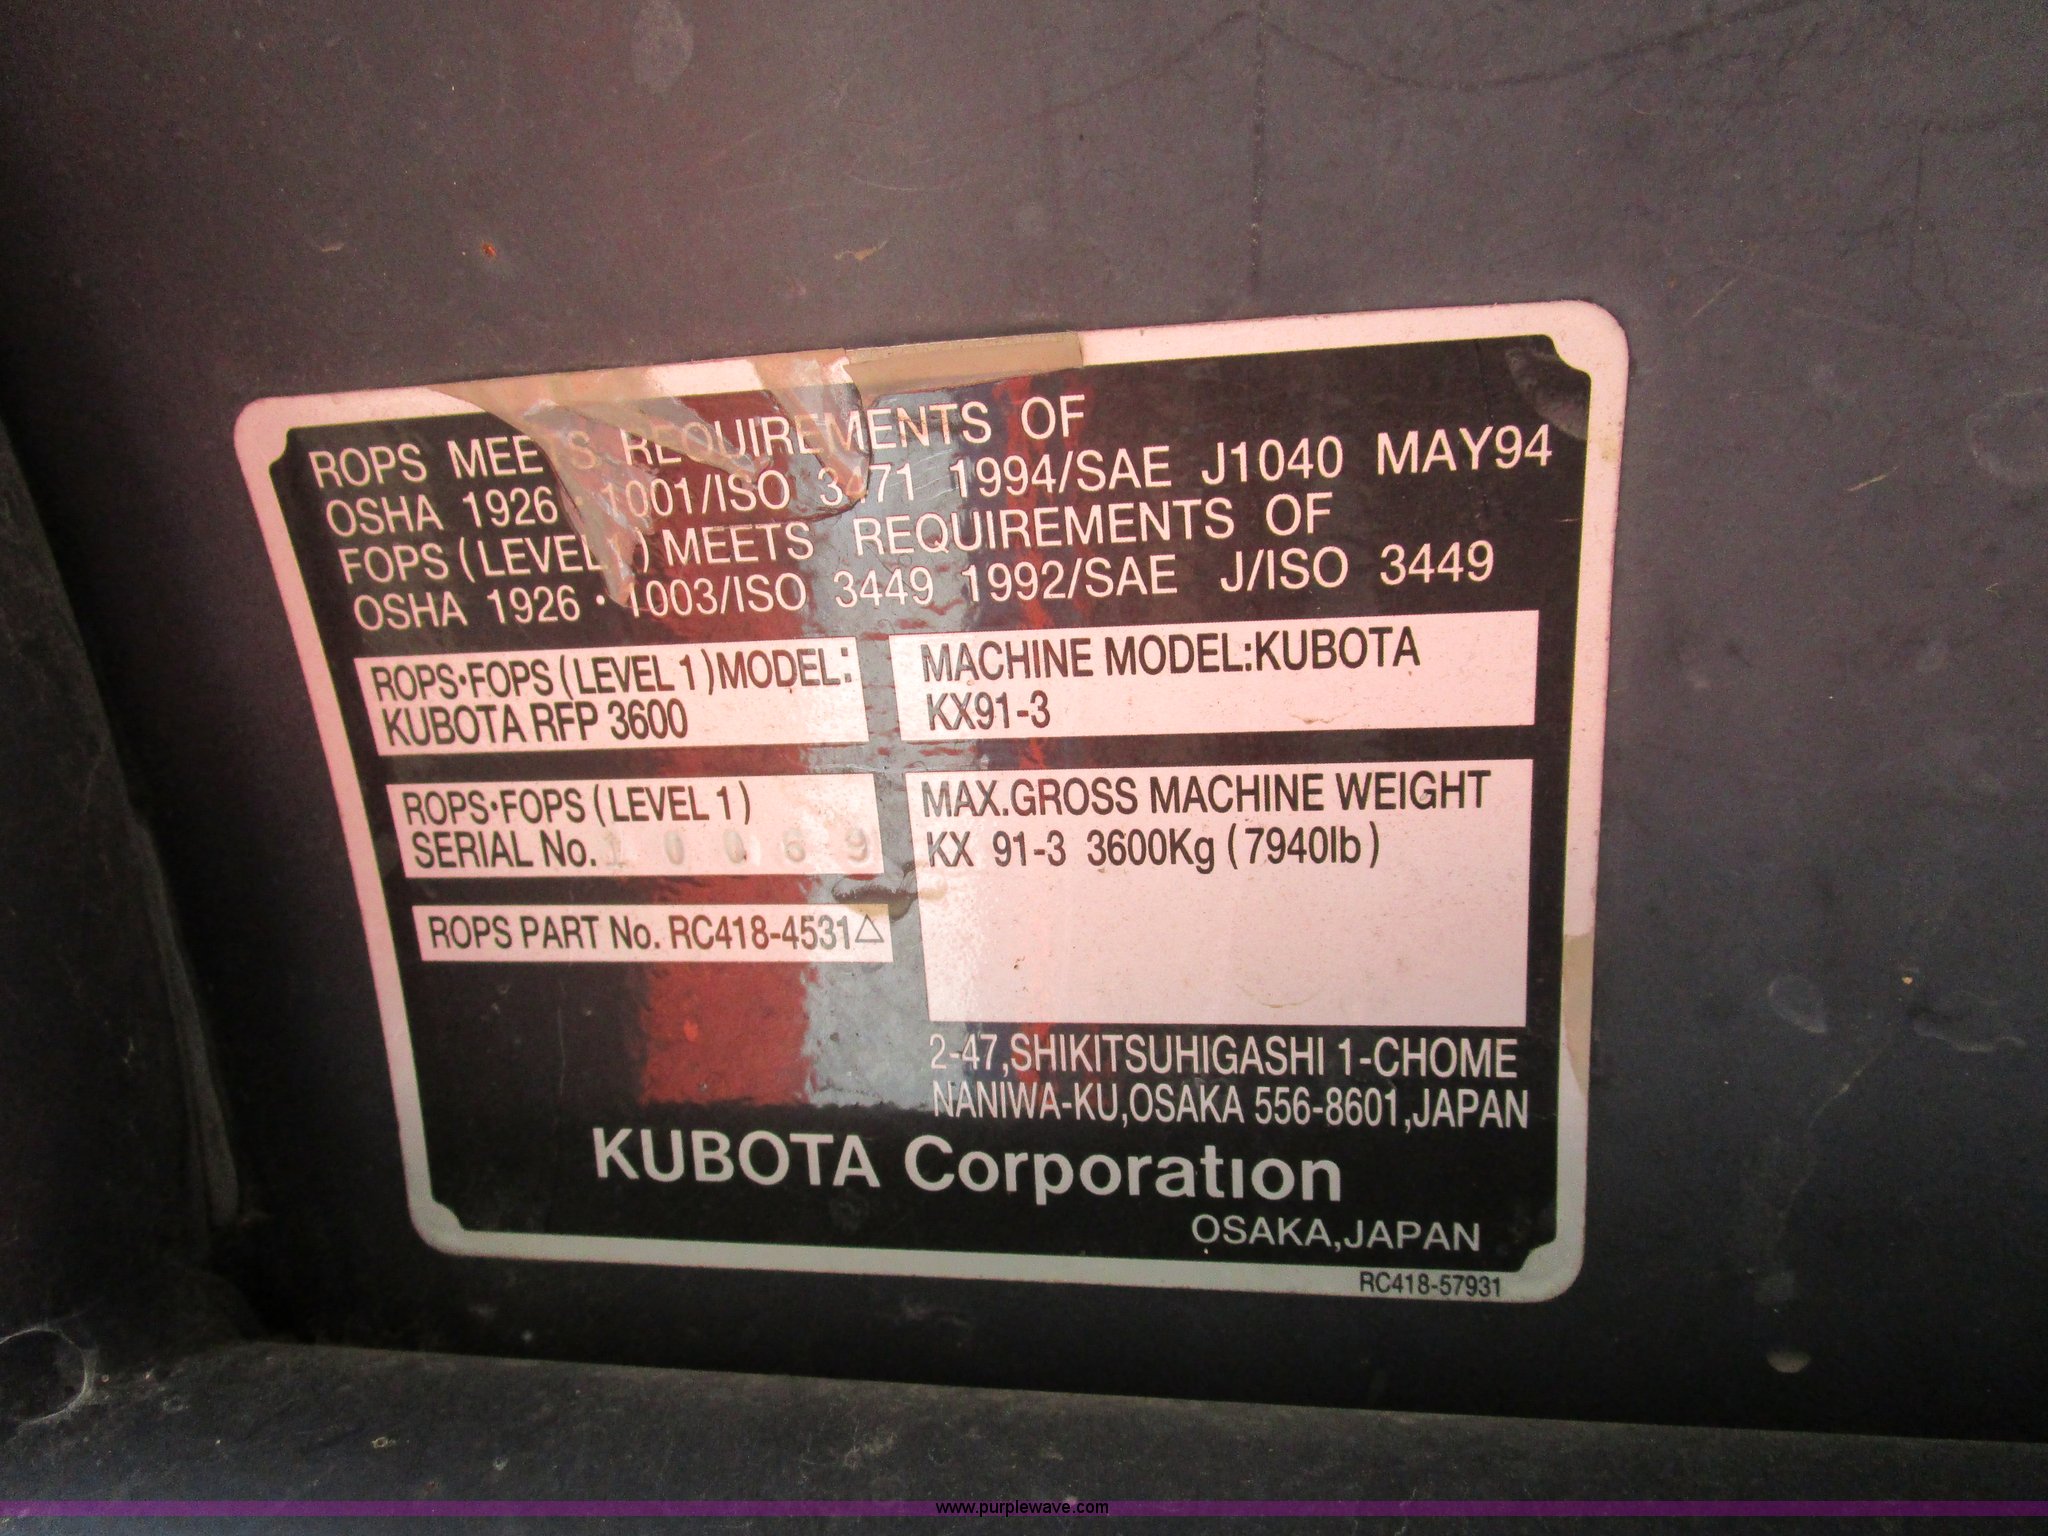 ROPS MEETS REQUIREMENTS OF
OSHA 1926・1001/ISO 3471 1994/SAE J1040 MAY94
FOPS (LEVEL 1) MEETS REQUIREMENTS OF
OSHA 1926・1003/ISO 3449 1992/SAE J/ISO 3449
ROPS・FOPS (LEVEL 1) MODEL:
KUBOTA RFP 3600
MACHINE MODEL:KUBOTA
KX91-3
ROPS・FOPS (LEVEL 1)
SERIAL No. 10069
MAX.GROSS MACHINE WEIGHT
KX 91-3 3600Kg (7940lb)
ROPS PART No. RC418-4531△
2-47,SHIKITSUHIGASHI 1-CHOME
NANIWA-KU,OSAKA 556-8601,JAPAN
KUBOTA Corporation
OSAKA,JAPAN
RC418-57931
www.purplewave.com